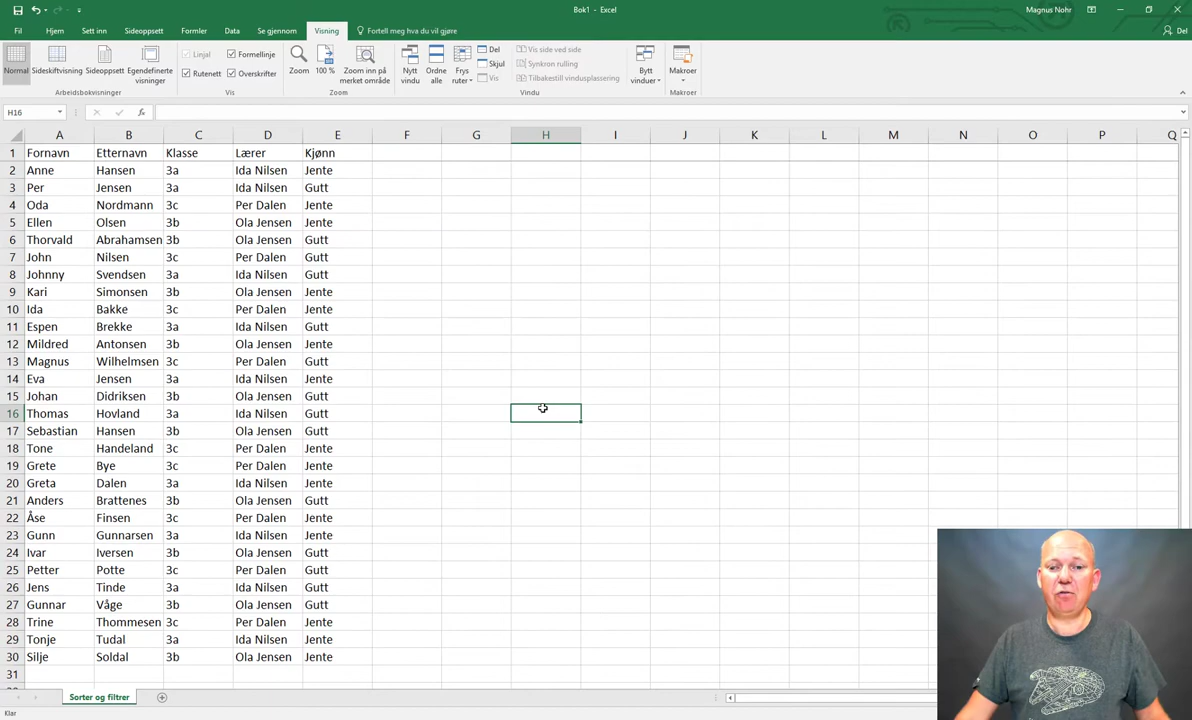 Bok1 - Excel
Magnus Nohr
Fil Hjem Sett inn Sideoppsett Formler Data Se gjennom Visning Fortell meg hva du vil gjøre Del
Normal Sideskiftvisning Sideoppsett Egendefinerte visninger
Arbeidsbokvisninger
Linjal Formellinje
Rutenett Overskrifter
Vis
Zoom 100 % Zoom inn på merket område
Zoom
Nytt vindu Ordne alle Frys ruter
Del
Skjul
Vis
Vis side ved side
Synkron rulling
Tilbakestill vindusplassering
Bytt vinduer
Vindu
Makroer
Makroer
H16 fx
A B C D E F G H I J K L M N O P Q
1 Fornavn Etternavn Klasse Lærer Kjønn
2 Anne Hansen 3a Ida Nilsen Jente
3 Per Jensen 3a Ida Nilsen Gutt
4 Oda Nordmann 3c Per Dalen Jente
5 Ellen Olsen 3b Ola Jensen Jente
6 Thorvald Abrahamsen 3b Ola Jensen Gutt
7 John Nilsen 3c Per Dalen Gutt
8 Johnny Svendsen 3a Ida Nilsen Gutt
9 Kari Simonsen 3b Ola Jensen Jente
10 Ida Bakke 3c Per Dalen Jente
11 Espen Brekke 3a Ida Nilsen Gutt
12 Mildred Antonsen 3b Ola Jensen Jente
13 Magnus Wilhelmsen 3c Per Dalen Gutt
14 Eva Jensen 3a Ida Nilsen Jente
15 Johan Didriksen 3b Ola Jensen Gutt
16 Thomas Hovland 3a Ida Nilsen Gutt
17 Sebastian Hansen 3b Ola Jensen Gutt
18 Tone Handeland 3c Per Dalen Jente
19 Grete Bye 3c Per Dalen Jente
20 Greta Dalen 3a Ida Nilsen Jente
21 Anders Brattenes 3b Ola Jensen Gutt
22 Åse Finsen 3c Per Dalen Jente
23 Gunn Gunnarsen 3a Ida Nilsen Jente
24 Ivar Iversen 3b Ola Jensen Gutt
25 Petter Potte 3c Per Dalen Gutt
26 Jens Tinde 3a Ida Nilsen Gutt
27 Gunnar Våge 3b Ola Jensen Gutt
28 Trine Thommesen 3c Per Dalen Jente
29 Tonje Tudal 3a Ida Nilsen Jente
30 Silje Soldal 3b Ola Jensen Jente
31
Sorter og filtrer
Klar